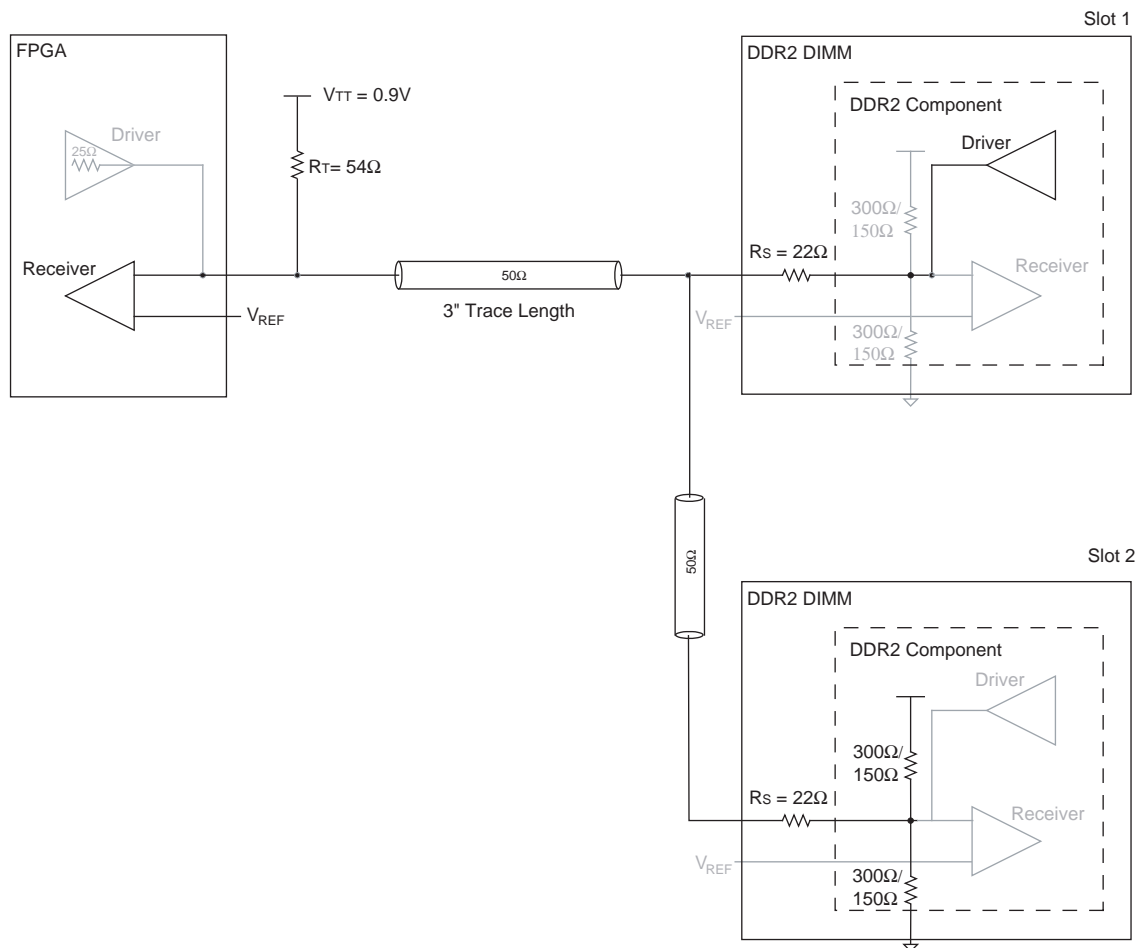 Slot 1
FPGA
DDR2 DIMM
VTT = 0.9V
DDR2 Component
Driver
Driver
25Ω
RT= 54Ω
300Ω/
150Ω
RS = 22Ω
Receiver
Receiver
50Ω
VREF
3" Trace Length
VREF
300Ω/
150Ω
50Ω
Slot 2
DDR2 DIMM
DDR2 Component
Driver
300Ω/
150Ω
RS = 22Ω
Receiver
VREF
300Ω/
150Ω